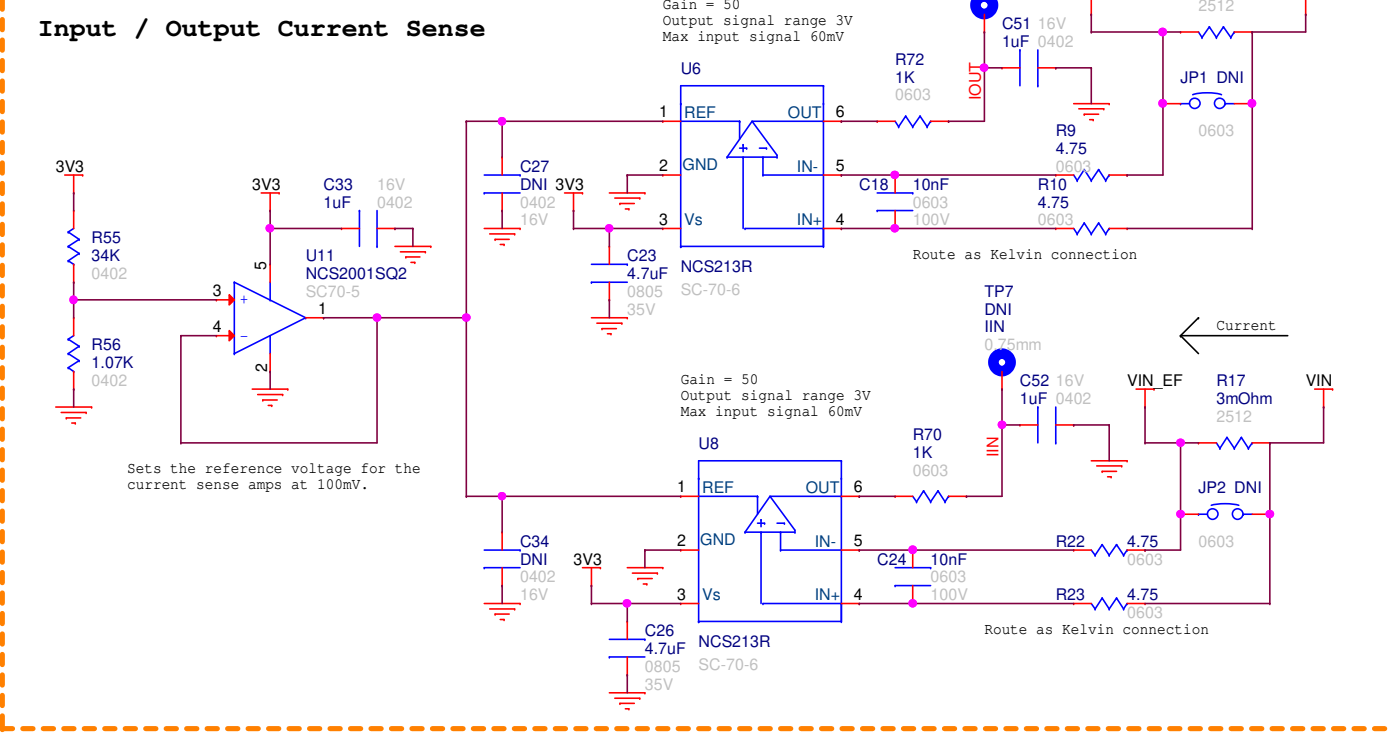 Input / Output Current Sense
Gain = 50
Output signal range 3V
Max input signal 60mV
U6
1
REF
OUT
6
2
GND
IN-
5
3
Vs
IN+
4
NCS213R
SC-70-6
R72
1K
0603
IOUT
C51
16V
1uF
0402
2512
JP1 DNI
0603
R9
4.75
0603
R10
4.75
0603
C18
10nF
0603
100V
Route as Kelvin connection
C27
DNI
0402
16V
3V3
C23
4.7uF
0805
35V
3V3
R55
34K
0402
R56
1.07K
0402
3V3
C33
16V
1uF
0402
U11
NCS2001SQ2
SC70-5
5
3
+
4
−
1
2
Sets the reference voltage for the
current sense amps at 100mV.
TP7
DNI
IIN
0.75mm
Current
Gain = 50
Output signal range 3V
Max input signal 60mV
U8
1
REF
OUT
6
2
GND
IN-
5
3
Vs
IN+
4
NCS213R
SC-70-6
R70
1K
0603
IIN
C52
16V
1uF
0402
VIN_EF
R17
3mOhm
2512
VIN
JP2 DNI
0603
R22
4.75
0603
R23
4.75
0603
C24
10nF
0603
100V
Route as Kelvin connection
C34
DNI
0402
16V
3V3
C26
4.7uF
0805
35V